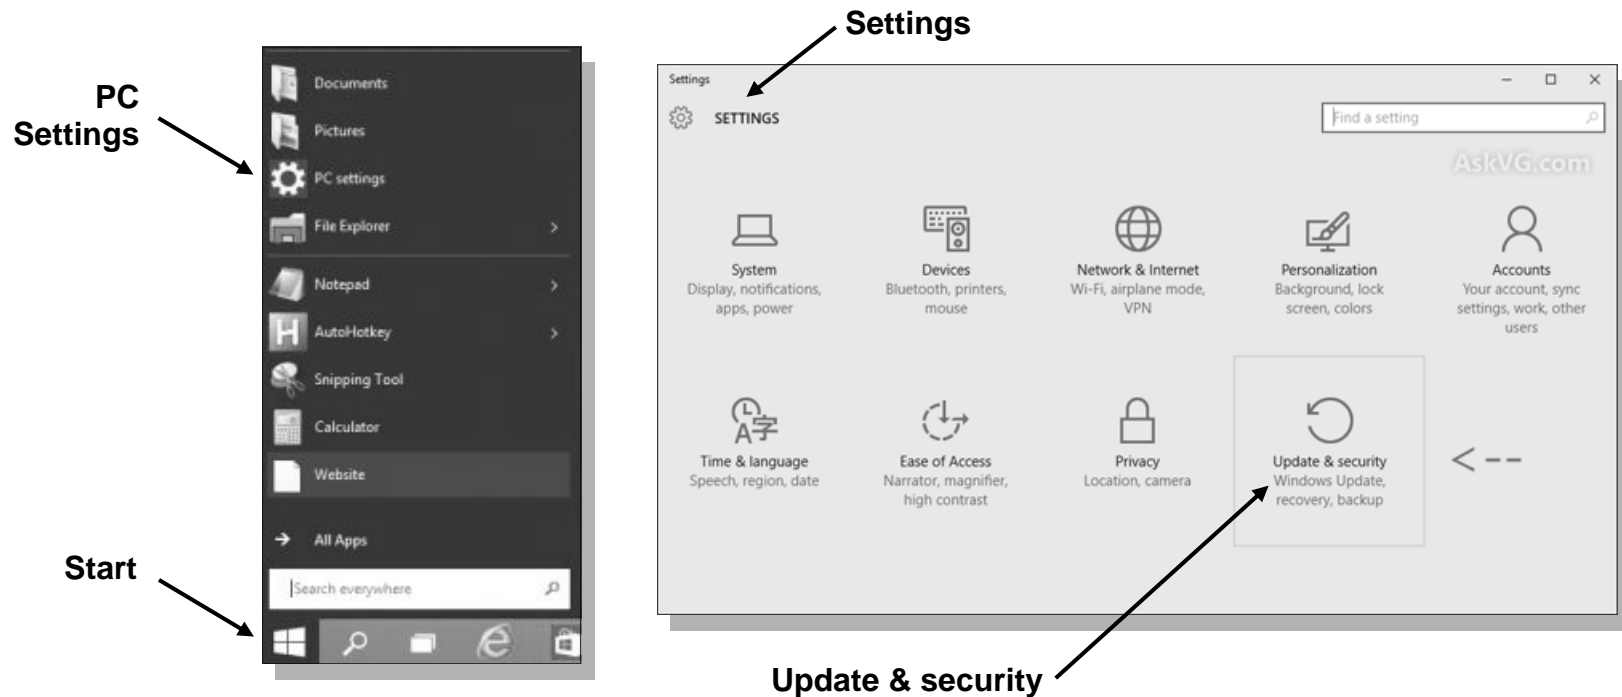 Settings
PC
Settings
Documents
Pictures
PC settings
File Explorer
Notepad
AutoHotkey
Snipping Tool
Calculator
Website
All Apps
Search everywhere
Start
Settings
SETTINGS
Find a setting
AskVG.com
System
Display, notifications,
apps, power
Devices
Bluetooth, printers,
mouse
Network & Internet
Wi-Fi, airplane mode,
VPN
Personalization
Background, lock
screen, colors
Accounts
Your account, sync
settings, work, other
users
Time & language
Speech, region, date
Ease of Access
Narrator, magnifier,
high contrast
Privacy
Location, camera
Update & security
Windows Update,
recovery, backup
<--
Update & security